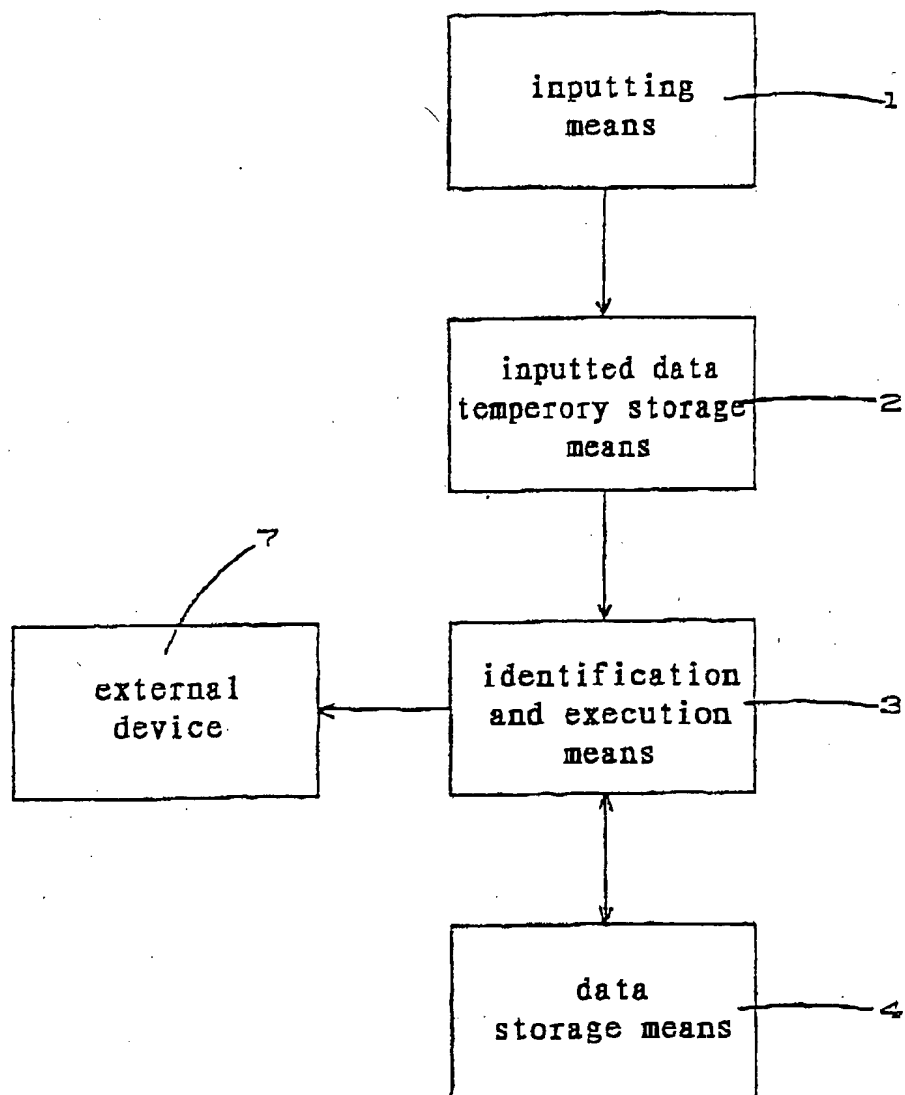 inputting
means
1
inputted data
temperory storage
means
2
7
external
device
identification
and execution
means
3
data
storage means
4